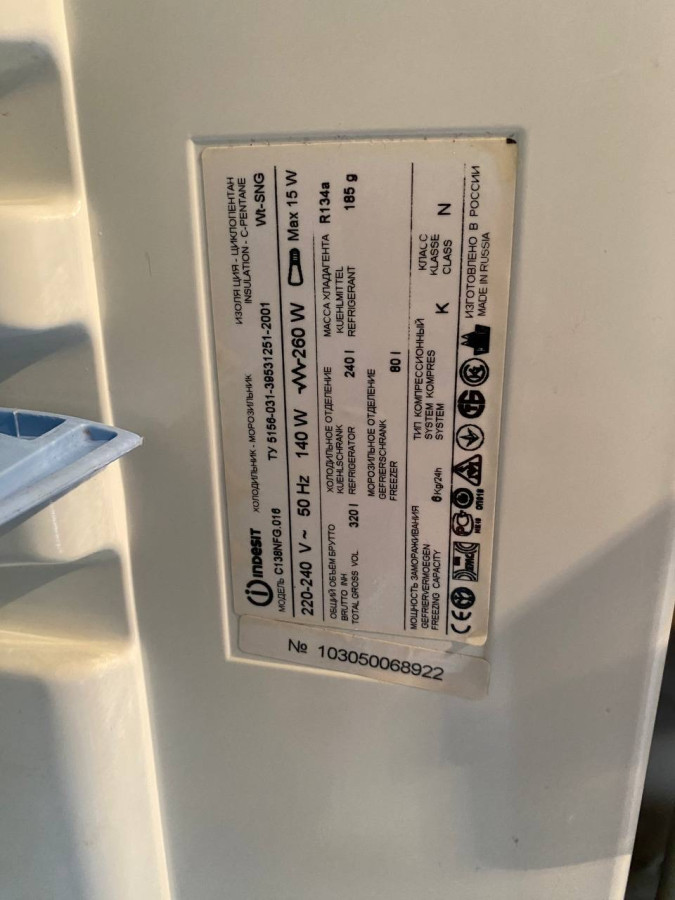 INDESIT
ХОЛОДИЛЬНИК - МОРОЗИЛЬНИК
ИЗОЛЯЦИЯ - ЦИКЛОПЕНТАН
INSULATION - C-PENTANE
МОДЕЛЬ C138NFG.016
ТУ 5156-031-39531251-2001
Wt-SNG
220-240 V ~ 50 Hz 140 W 260 W Max 15 W
ОБЩИЙ ОБЪЕМ БРУТТО
BRUTTO INH
TOTAL GROSS VOL 320 l
ХОЛОДИЛЬНОЕ ОТДЕЛЕНИЕ
KUEHLSCHRANK
REFRIGERATOR 240 l
МАССА ХЛАДАГЕНТА R134a
KUEHLMITTEL
REFRIGERANT 185 g
МОРОЗИЛЬНОЕ ОТДЕЛЕНИЕ
GEFRIERSCHRANK
FREEZER 80 l
МОЩНОСТЬ ЗАМОРАЖИВАНИЯ
GEFRIERVERMOEGEN
FREEZING CAPACITY 6 Kg/24h
ТИП КОМПРЕССИОННЫЙ
SYSTEM KOMPRES
SYSTEM K
КЛАСС
KLASSE
CLASS N
CE
ИЗГОТОВЛЕНО В РОССИИ
MADE IN RUSSIA
№ 103050068922